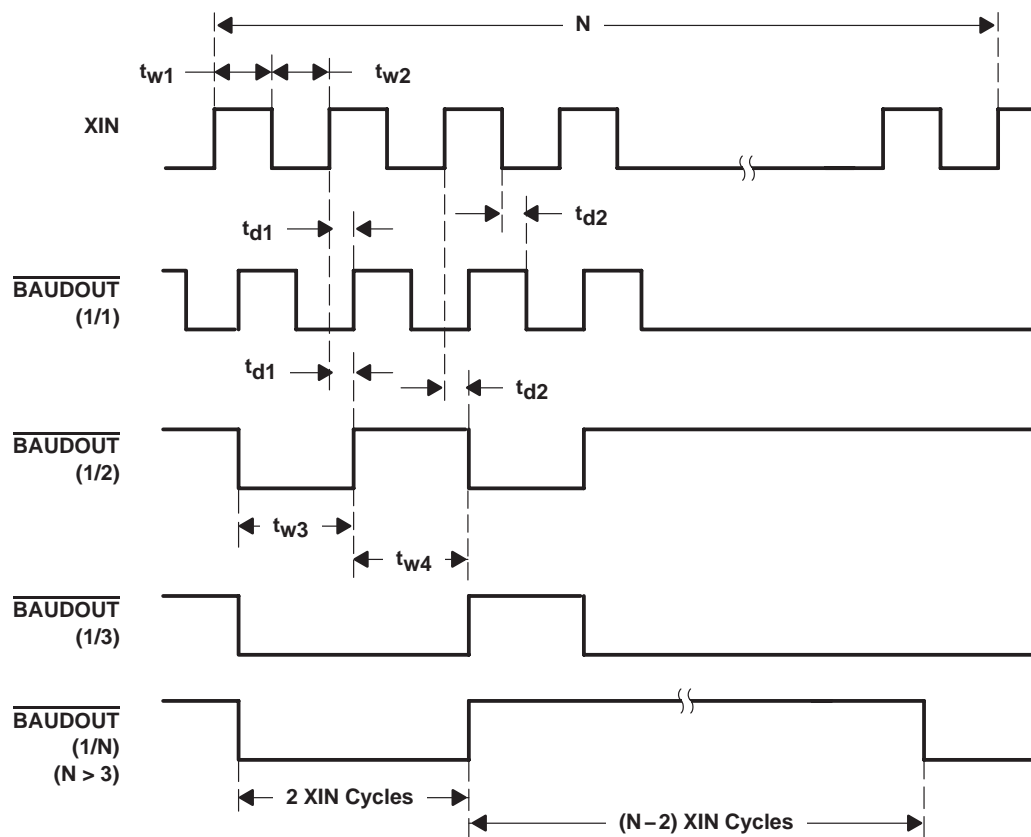 N
tw1
tw2
XIN
td1
td2
BAUDOUT
(1/1)
td1
td2
BAUDOUT
(1/2)
tw3
tw4
BAUDOUT
(1/3)
BAUDOUT
(1/N)
(N > 3)
2 XIN Cycles
(N−2) XIN Cycles